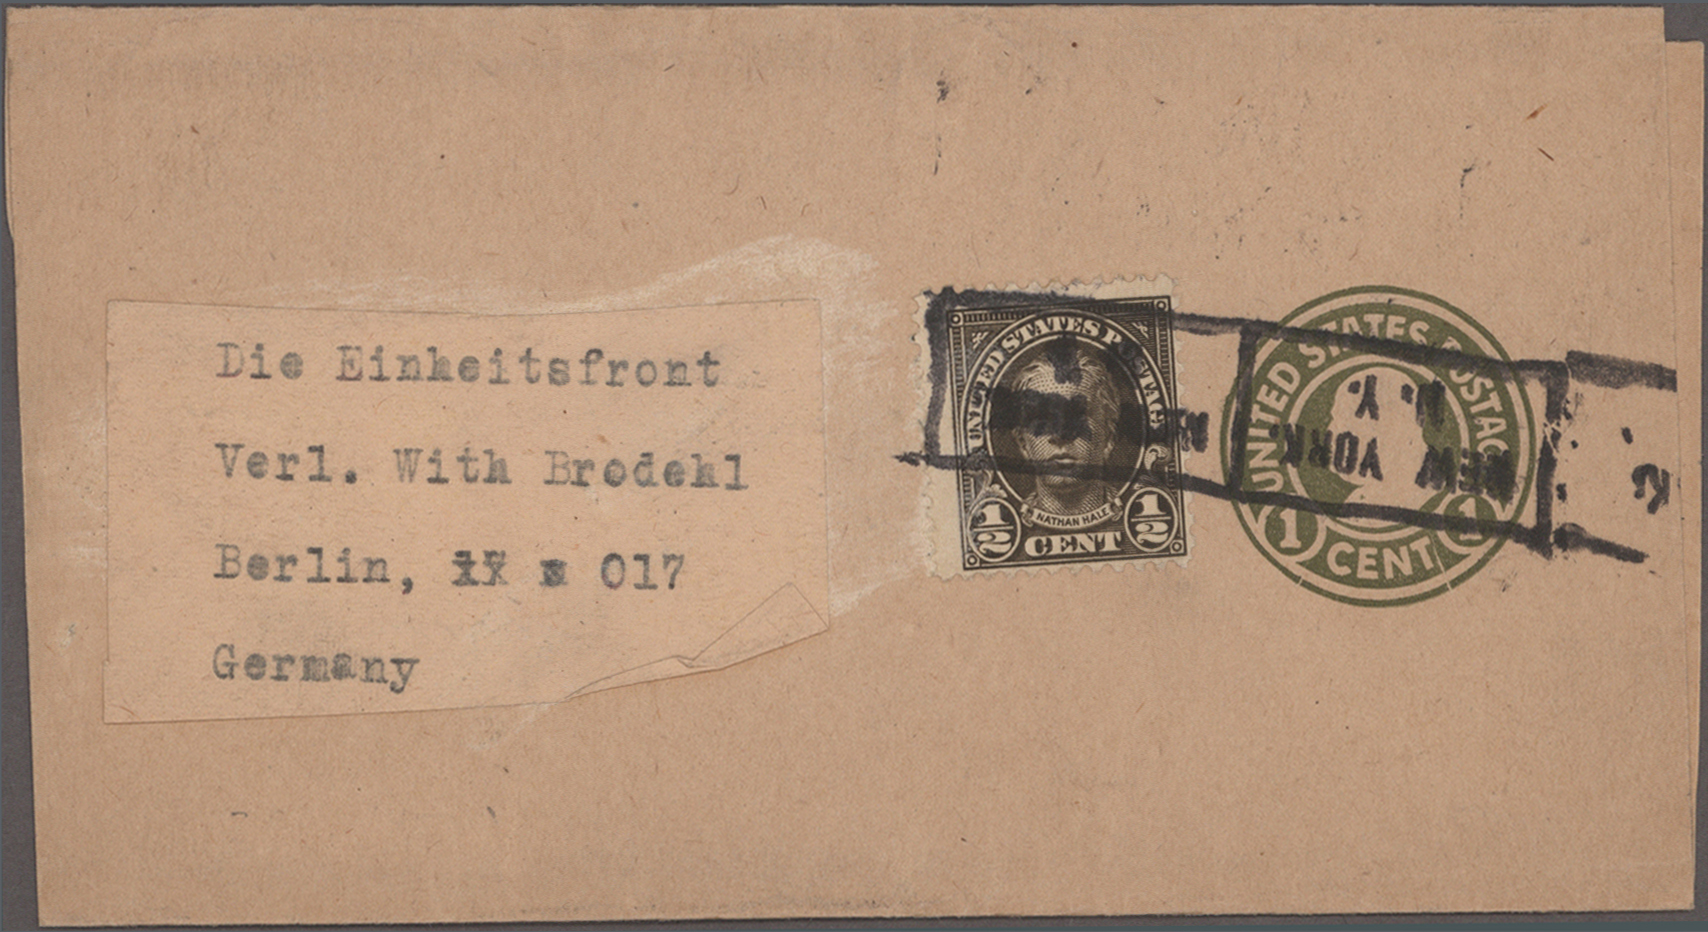 Die Einheitsfront
Verl. With Brodehl
Berlin, 017
Germany
UNITED STATES POSTAGE
NATHAN HALE
1/2 CENT 1/2
UNITED STATES POSTAGE
1 CENT 1
NEW YORK.
N. Y.